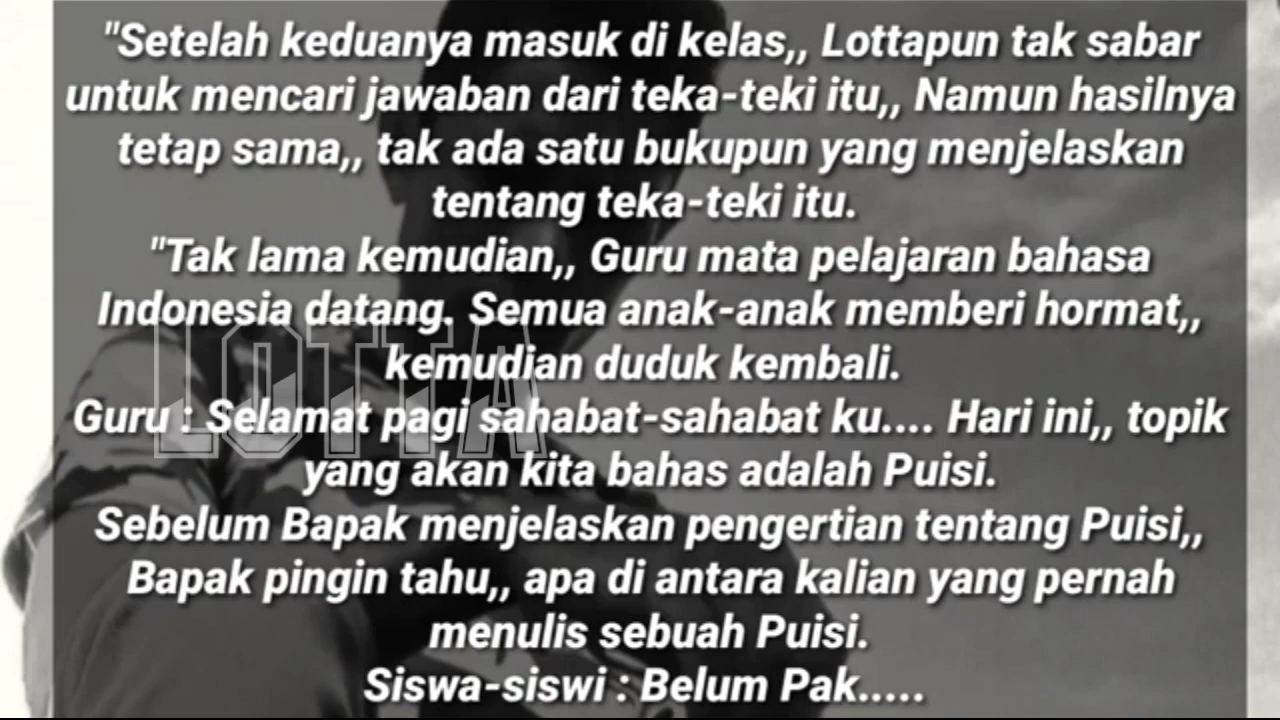 "Setelah keduanya masuk di kelas,, Lottapun tak sabar
untuk mencari jawaban dari teka-teki itu,, Namun hasilnya
tetap sama,, tak ada satu bukupun yang menjelaskan
tentang teka-teki itu.
"Tak lama kemudian,, Guru mata pelajaran bahasa
Indonesia datang. Semua anak-anak memberi hormat,,
kemudian duduk kembali.
LOTTA
Guru : Selamat pagi sahabat-sahabat ku.... Hari ini,, topik
yang akan kita bahas adalah Puisi.
Sebelum Bapak menjelaskan pengertian tentang Puisi,,
Bapak pingin tahu,, apa di antara kalian yang pernah
menulis sebuah Puisi.
Siswa-siswi : Belum Pak.....